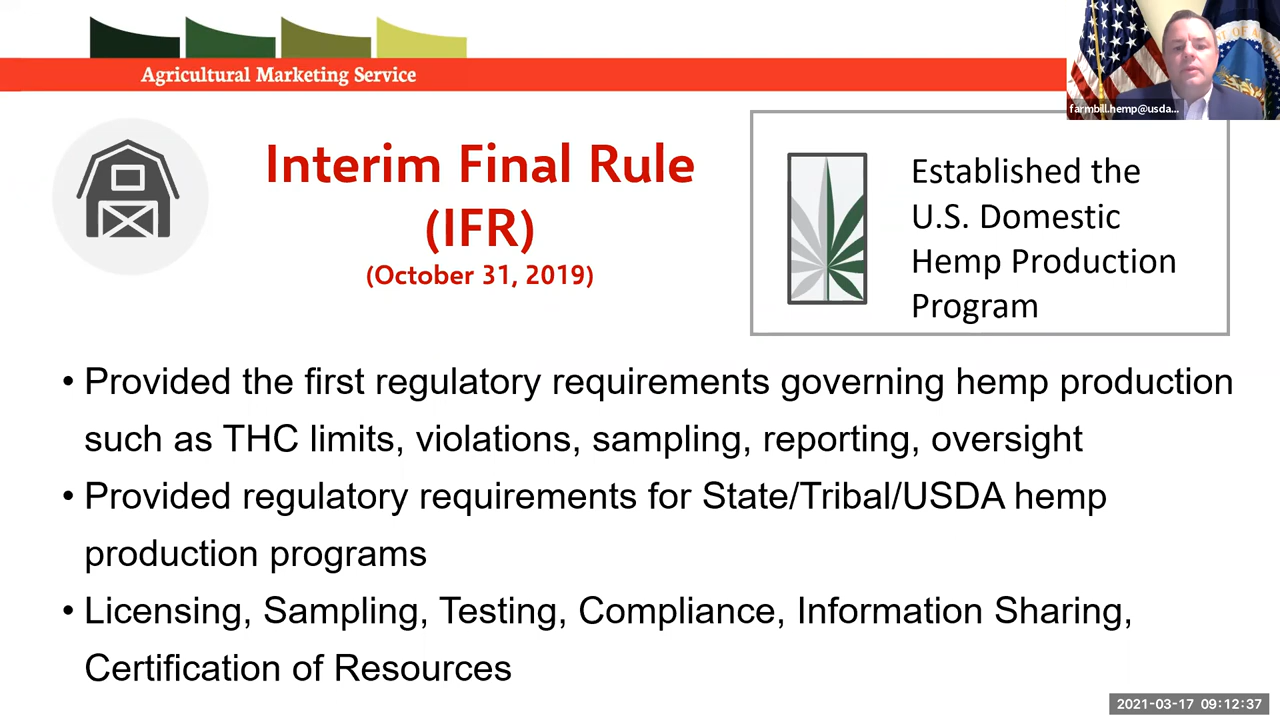 Agricultural Marketing Service
farmbill.hemp@usda...
Interim Final Rule
(IFR)
(October 31, 2019)
Established the
U.S. Domestic
Hemp Production
Program
• Provided the first regulatory requirements governing hemp production
such as THC limits, violations, sampling, reporting, oversight
• Provided regulatory requirements for State/Tribal/USDA hemp
production programs
• Licensing, Sampling, Testing, Compliance, Information Sharing,
Certification of Resources
2021-03-17 09:12:37